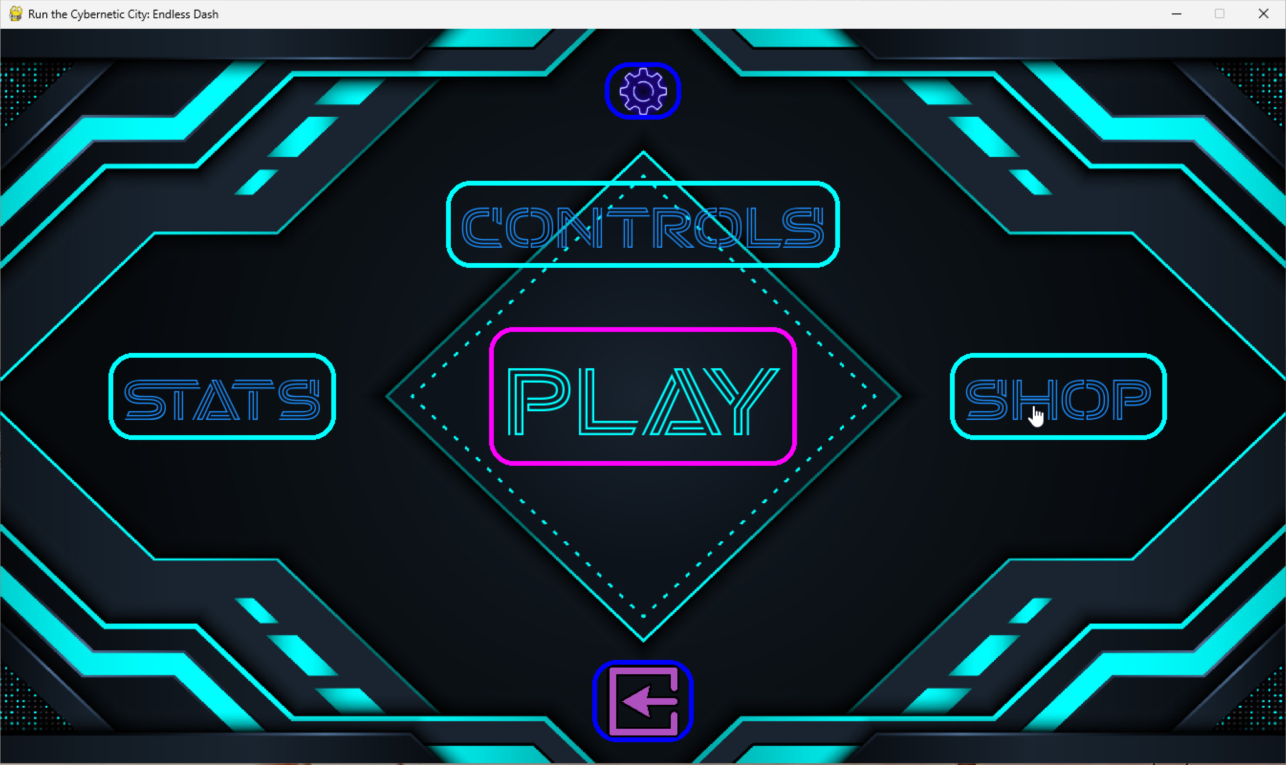 Run the Cybernetic City: Endless Dash
CONTROLS
STATS
PLAY
SHOP